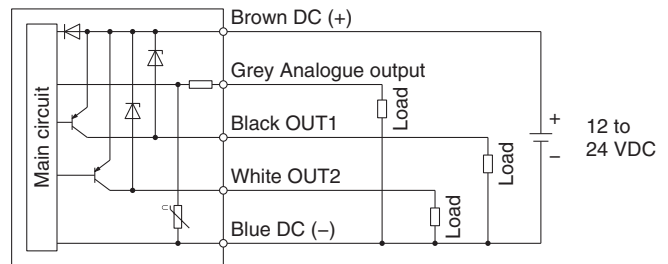 Brown DC (+)
Grey Analogue output
Main circuit
Load
Black OUT1
+
−
12 to
24 VDC
Load
White OUT2
Load
Blue DC (−)